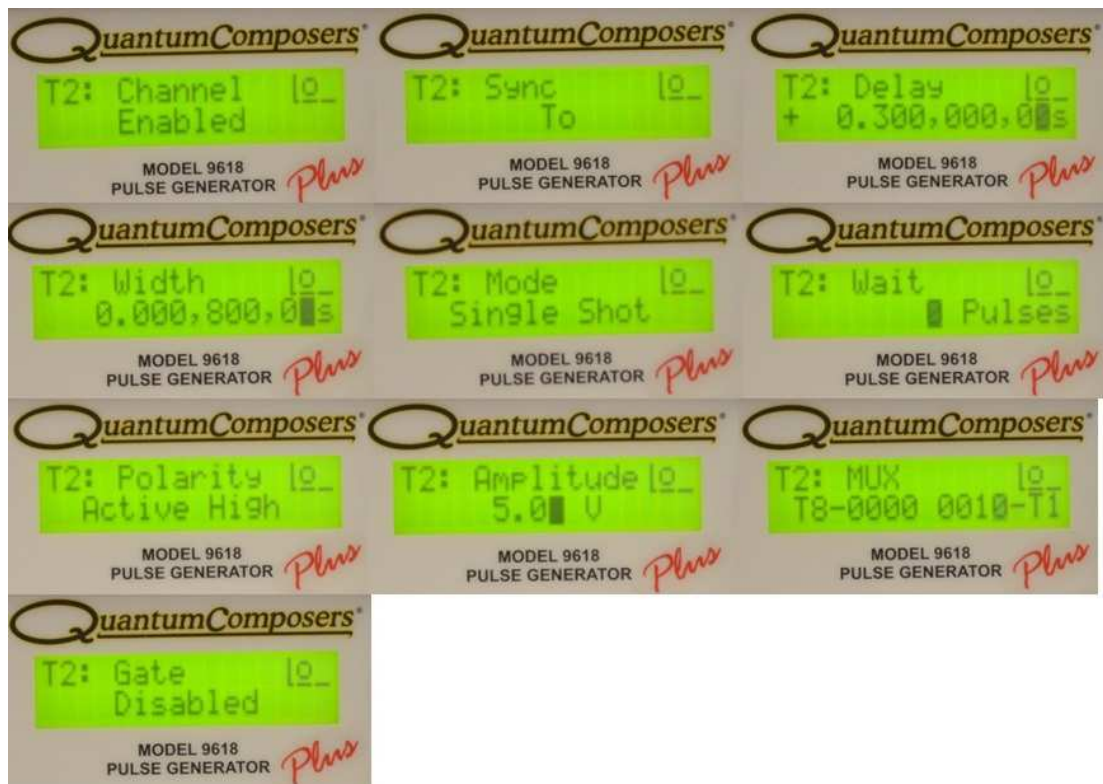 QuantumComposers
T2: Channel
Enabled
MODEL 9618
PULSE GENERATOR Plus
QuantumComposers
T2: Sync
To
MODEL 9618
PULSE GENERATOR Plus
QuantumComposers
T2: Delay
+ 0.300,000,0 s
MODEL 9618
PULSE GENERATOR Plus
QuantumComposers
T2: Width
0.000,800,0 s
MODEL 9618
PULSE GENERATOR Plus
QuantumComposers
T2: Mode
Single Shot
MODEL 9618
PULSE GENERATOR Plus
QuantumComposers
T2: Wait
0 Pulses
MODEL 9618
PULSE GENERATOR Plus
QuantumComposers
T2: Polarity
Active High
MODEL 9618
PULSE GENERATOR Plus
QuantumComposers
T2: Amplitude
5.0 V
MODEL 9618
PULSE GENERATOR Plus
QuantumComposers
T2: MUX
T8-0000 0010-T1
MODEL 9618
PULSE GENERATOR Plus
QuantumComposers
T2: Gate
Disabled
MODEL 9618
PULSE GENERATOR Plus